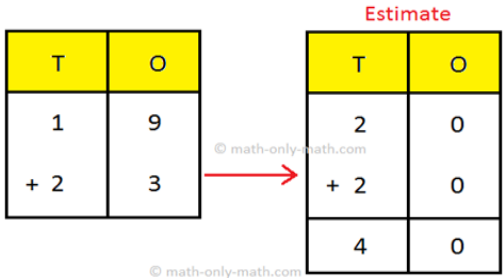 Estimate
T O
1 9
+ 2 3
T O
2 0
+ 2 0
4 0
© math-only-math.com
© math-only-math.com